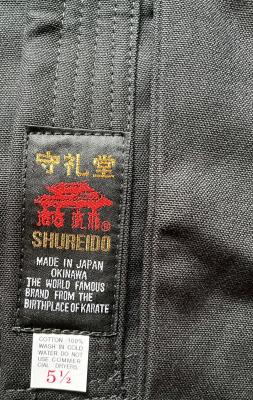 守礼堂
®
SHUREIDO
MADE IN JAPAN
OKINAWA
THE WORLD FAMOUS
BRAND FROM THE
BIRTHPLACE OF KARATE
COTTON 100%
WASH IN COLD
WATER DO NOT
USE COMMER
CIAL DRYERS.
5½